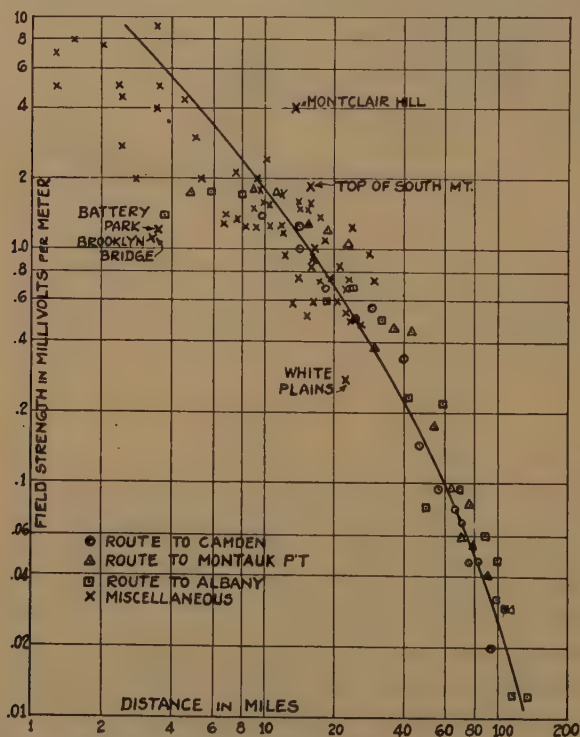 10
8
6
4
2
1.0
.8
.6
.4
.2
.1
.06
.04
.02
.01
FIELD STRENGTH IN MILLIVOLTS PER METER
MONTCLAIR HILL
TOP OF SOUTH MT.
BATTERY
PARK
BROOKLYN
BRIDGE
WHITE
PLAINS
ROUTE TO CAMDEN
ROUTE TO MONTAUK P'T
ROUTE TO ALBANY
MISCELLANEOUS
DISTANCE IN MILES
1
2
4
6
8
10
20
40
60
80
100
200